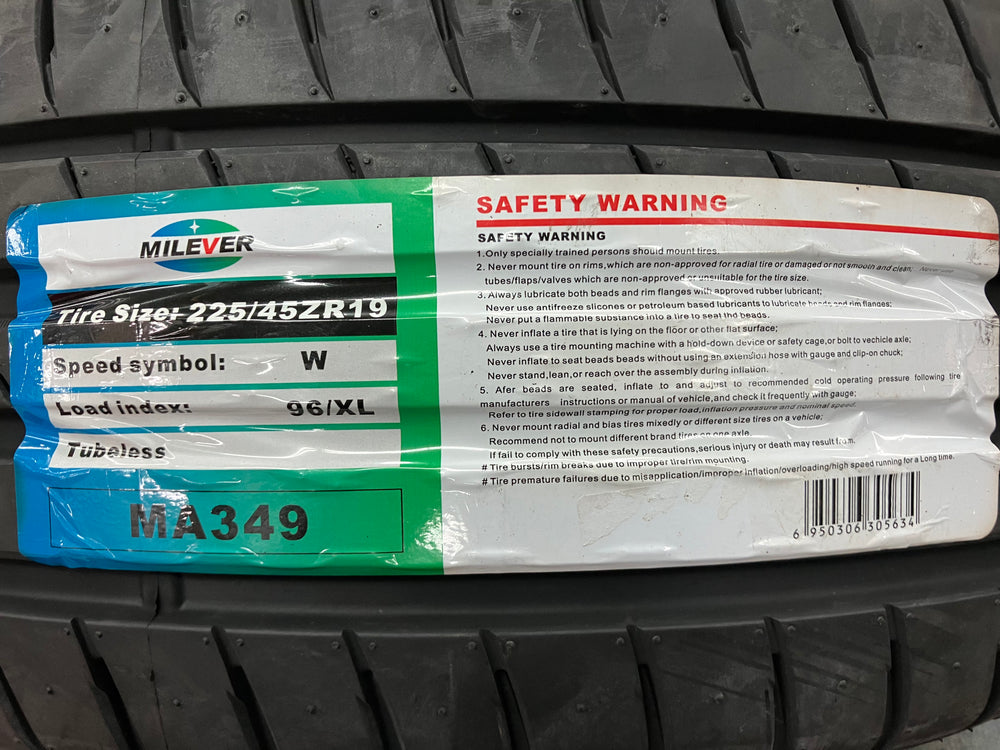 MILEVER
Tire Size: 225/45ZR19
Speed symbol: W
Load index: 96/XL
Tubeless
MA349
SAFETY WARNING
SAFETY WARNING
1.Only specially trained persons should mount tires
2. Never mount tire on rims,which are non-approved for radial tire or damaged or not smooth and clean; Never use
tubes/flaps/valves which are non-approved or unsuitable for the tire size.
3. Always lubricate both beads and rim flanges with approved rubber lubricant;
Never use antifreeze silicones or petroleum based lubricants to lubricate beads and rim flanges;
Never put a flammable substance into a tire to seat thd beads.
4. Never inflate a tire that is lying on the floor or other flat surface;
Always use a tire mounting machine with a hold-down device or safety cage,or bolt to vechicle axle;
Never inflate to seat beads beads without using an extension hose with gauge and clip-on chuck;
Never stand,lean,or reach over the assembly during inflation.
5. Afer beads are seated, inflate to and adjust to recommended cold operating pressure following tire
manufacturers instructions or manual of vehicle,and check it frequently with gauge;
Refer to tire sidewall stamping for proper load,inflation pressure and nominal speed.
6. Never mount radial and bias tires mixedly or different size tires on a vehicle;
Recommend not to mount different brand tires on one axle.
If fail to comply with these safety precautions,serious injury or death may result from.
# Tire bursts/rim breaks due to improper tire/rim mounting.
# Tire premature failures due to misapplication/improper inflation/overloading/high speed running for a Long time.
6 950306 305634